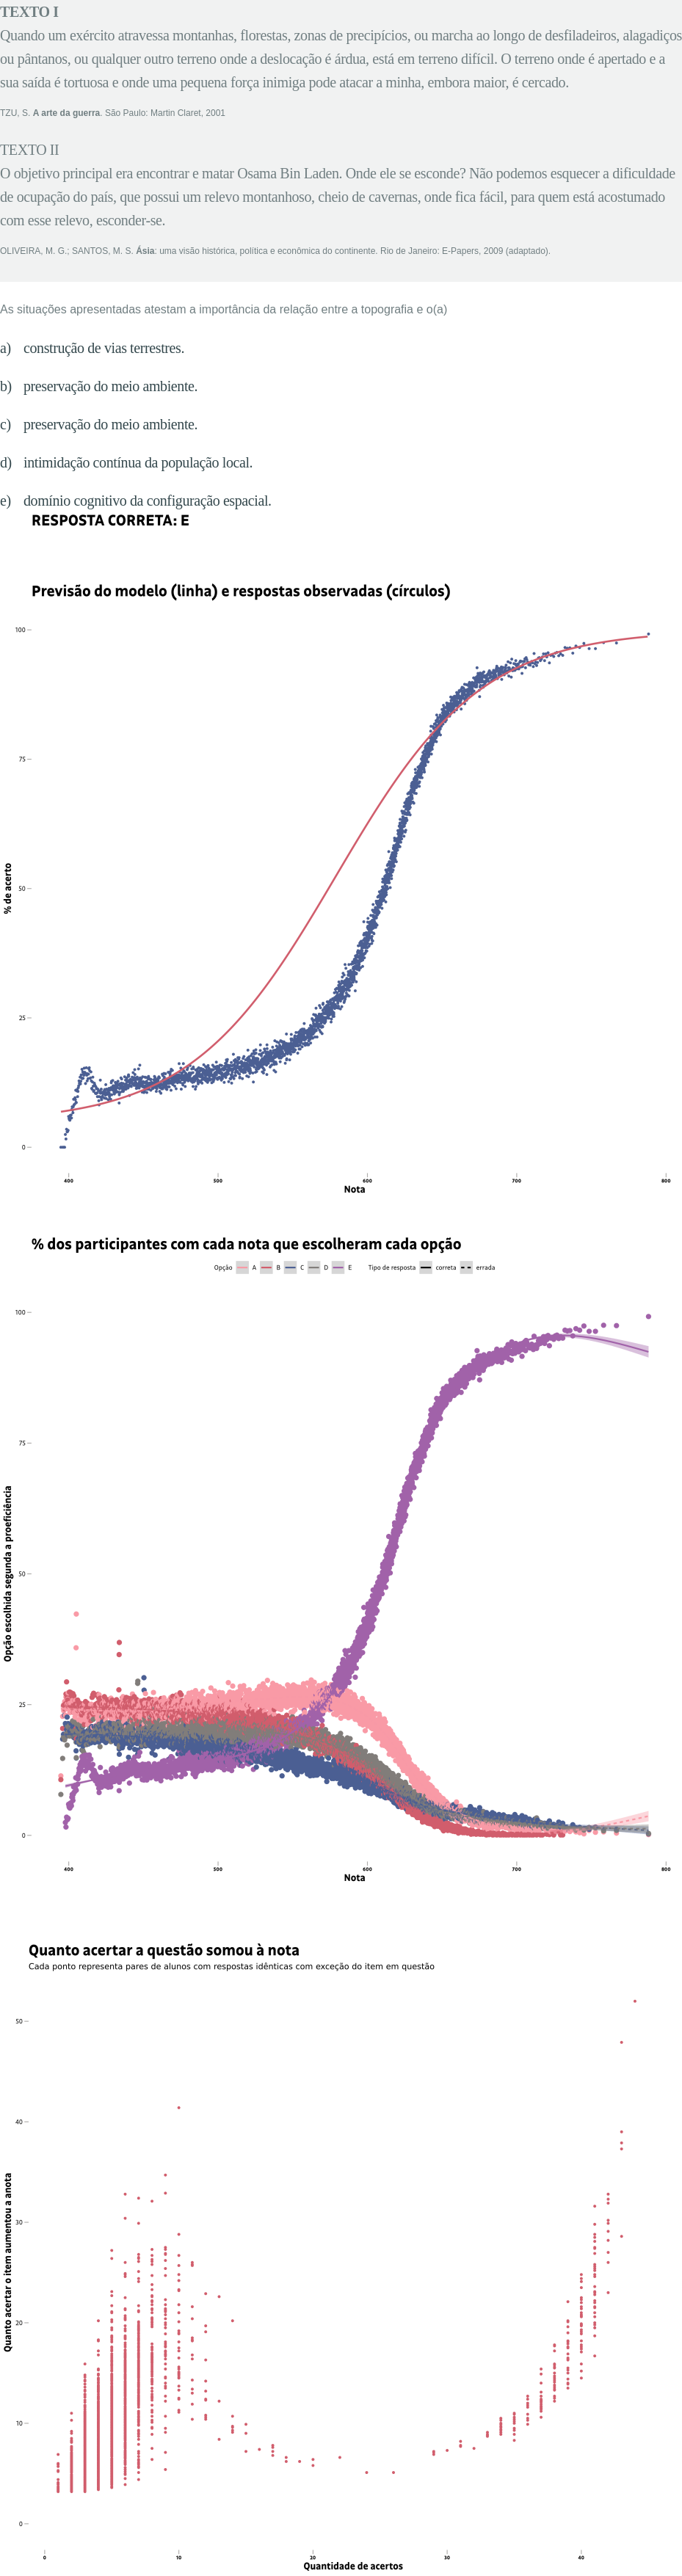 TEXTO I
Quando um exército atravessa montanhas, florestas, zonas de precipícios, ou marcha ao longo de desfiladeiros, alagadiços
ou pântanos, ou qualquer outro terreno onde a deslocação é árdua, está em terreno difícil. O terreno onde é apertado e a
sua saída é tortuosa e onde uma pequena força inimiga pode atacar a minha, embora maior, é cercado.
TZU, S. A arte da guerra. São Paulo: Martin Claret, 2001
TEXTO II
O objetivo principal era encontrar e matar Osama Bin Laden. Onde ele se esconde? Não podemos esquecer a dificuldade
de ocupação do país, que possui um relevo montanhoso, cheio de cavernas, onde fica fácil, para quem está acostumado
com esse relevo, esconder-se.
OLIVEIRA, M. G.; SANTOS, M. S. Ásia: uma visão histórica, política e econômica do continente. Rio de Janeiro: E-Papers, 2009 (adaptado).
As situações apresentadas atestam a importância da relação entre a topografia e o(a)
a) construção de vias terrestres.
b) preservação do meio ambiente.
c) preservação do meio ambiente.
d) intimidação contínua da população local.
e) domínio cognitivo da configuração espacial.
RESPOSTA CORRETA: E
Previsão do modelo (linha) e respostas observadas (círculos)
100
75
50
25
0
% de acerto
400 500 600 700 800
Nota
% dos participantes com cada nota que escolheram cada opção
Opção A B C D E Tipo de resposta correta errada
100
75
50
25
0
Opção escolhida segunda a proeficiência
400 500 600 700 800
Nota
Quanto acertar a questão somou à nota
Cada ponto representa pares de alunos com respostas idênticas com exceção do item em questão
50
40
30
20
10
0
Quanto acertar o item aumentou a anota
0 10 20 30 40
Quantidade de acertos